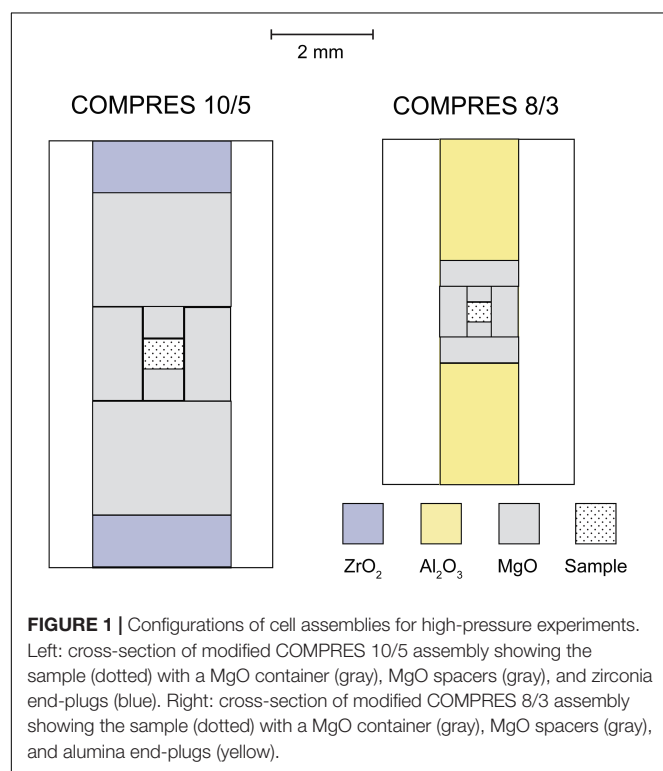 2 mm
COMPRES 10/5
COMPRES 8/3
ZrO₂
Al₂O₃
MgO
Sample
FIGURE 1 | Configurations of cell assemblies for high-pressure experiments.
Left: cross-section of modified COMPRES 10/5 assembly showing the
sample (dotted) with a MgO container (gray), MgO spacers (gray), and zirconia
end-plugs (blue). Right: cross-section of modified COMPRES 8/3 assembly
showing the sample (dotted) with a MgO container (gray), MgO spacers (gray),
and alumina end-plugs (yellow).